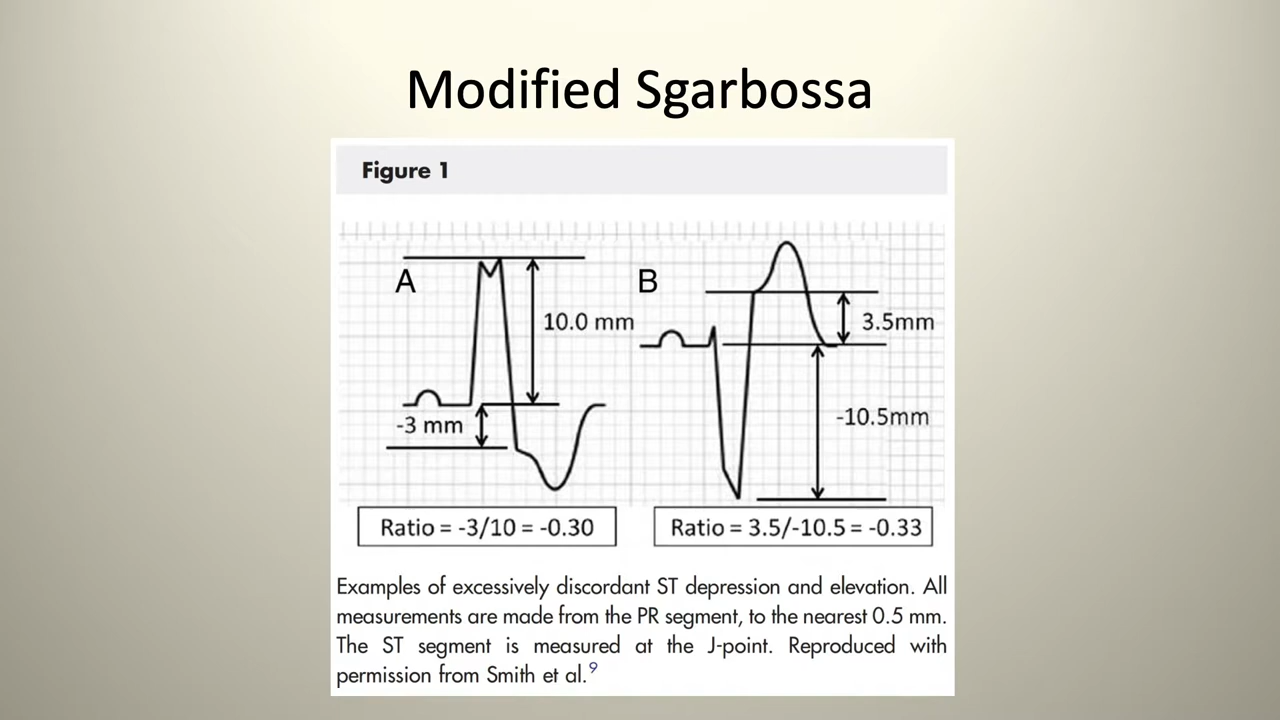 Modified Sgarbossa
Figure 1
A
10.0 mm
-3 mm
Ratio = -3/10 = -0.30
B
3.5mm
-10.5mm
Ratio = 3.5/-10.5 = -0.33
Examples of excessively discordant ST depression and elevation. All
measurements are made from the PR segment, to the nearest 0.5 mm.
The ST segment is measured at the J-point. Reproduced with
permission from Smith et al.⁹